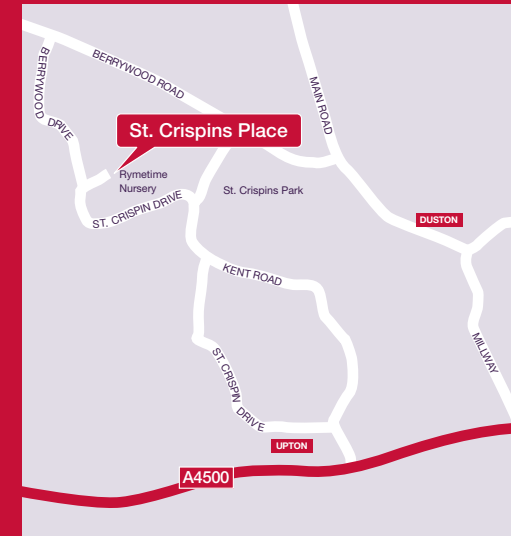 BERRYWOOD ROAD
MAIN ROAD
BERRYWOOD
DRIVE
St. Crispins Place
Rymetime
Nursery
St. Crispins Park
ST. CRISPIN DRIVE
DUSTON
KENT ROAD
MILLWAY
ST. CRISPIN
DRIVE
UPTON
A4500